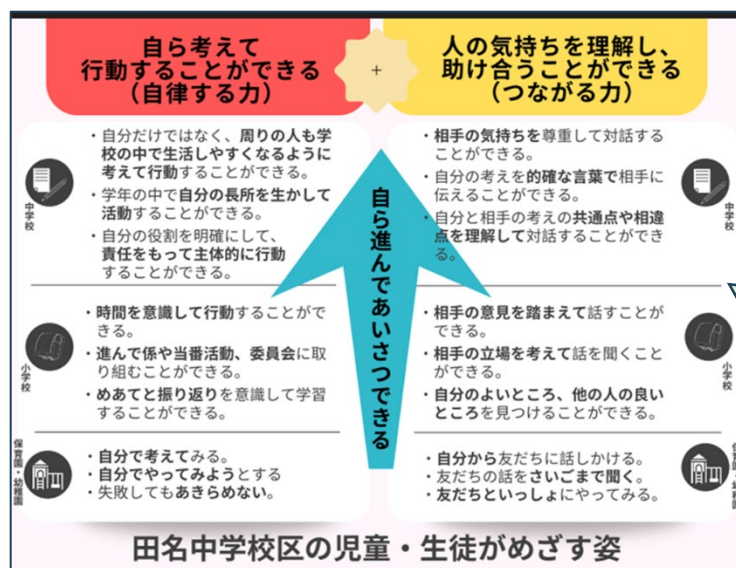 自ら考えて
行動することができる
（自律する力）
+
人の気持ちを理解し、
助け合うことができる
（つながる力）
中学校
・自分だけではなく、周りの人も学
校の中で生活しやすくなるように
考えて行動することができる。
・学年の中で自分の長所を生かして
活動することができる。
・自分の役割を明確にして、
責任をもって主体的に行動
することができる。
・相手の気持ちを尊重して対話する
ことができる。
・自分の考えを的確な言葉で相手に
伝えることができる。
・自分と相手の考えの共通点や相違
点を理解して対話することができ
る。
中学校
自ら進んであいさつできる
小学校
・時間を意識して行動することがで
きる。
・進んで係や当番活動、委員会に取
り組むことができる。
・めあてと振り返りを意識して学習
することができる。
・相手の意見を踏まえて話すことが
できる。
・相手の立場を考えて話を聞くこと
ができる。
・自分のよいところ、他の人の良い
ところを見つけることができる。
小学校
保育園・幼稚園
・自分で考えてみる。
・自分でやってみようとする
・失敗してもあきらめない。
・自分から友だちに話しかける。
・友だちの話をさいごまで聞く。
・友だちといっしょにやってみる。
田名中学校区の児童・生徒がめざす姿